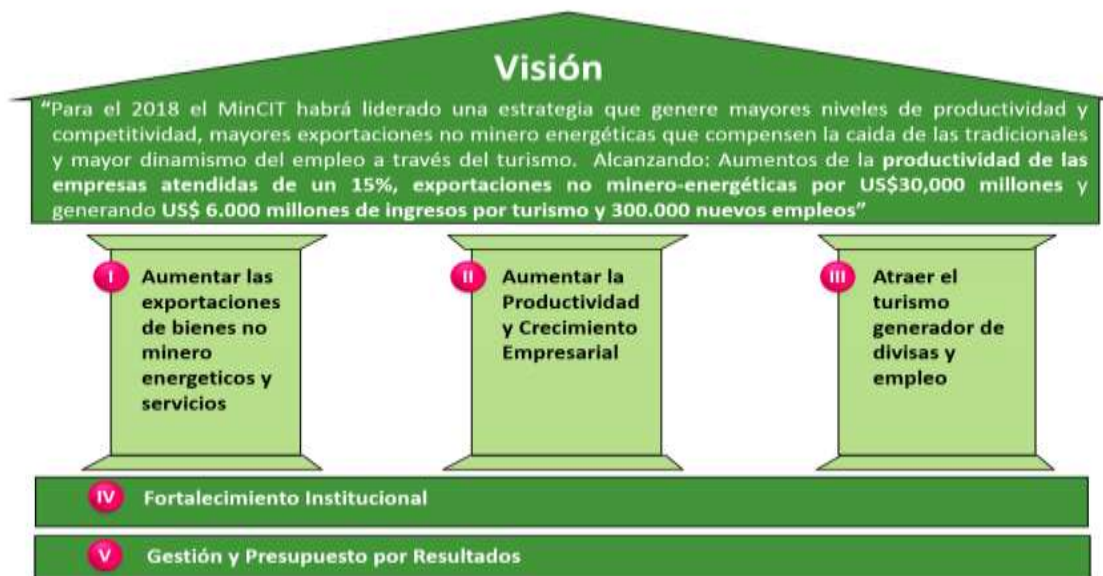 Visión
“Para el 2018 el MinCIT habrá liderado una estrategia que genere mayores niveles de productividad y
competitividad, mayores exportaciones no minero energéticas que compensen la caida de las tradicionales
y mayor dinamismo del empleo a través del turismo. Alcanzando: Aumentos de la productividad de las
empresas atendidas de un 15%, exportaciones no minero-energéticas por US$30,000 millones y
generando US$ 6.000 millones de ingresos por turismo y 300.000 nuevos empleos”
I
Aumentar las
exportaciones
de bienes no
minero
energeticos y
servicios
II
Aumentar la
Productividad
y Crecimiento
Empresarial
III
Atraer el
turismo
generador de
divisas y
empleo
IV Fortalecimiento Institucional
V Gestión y Presupuesto por Resultados